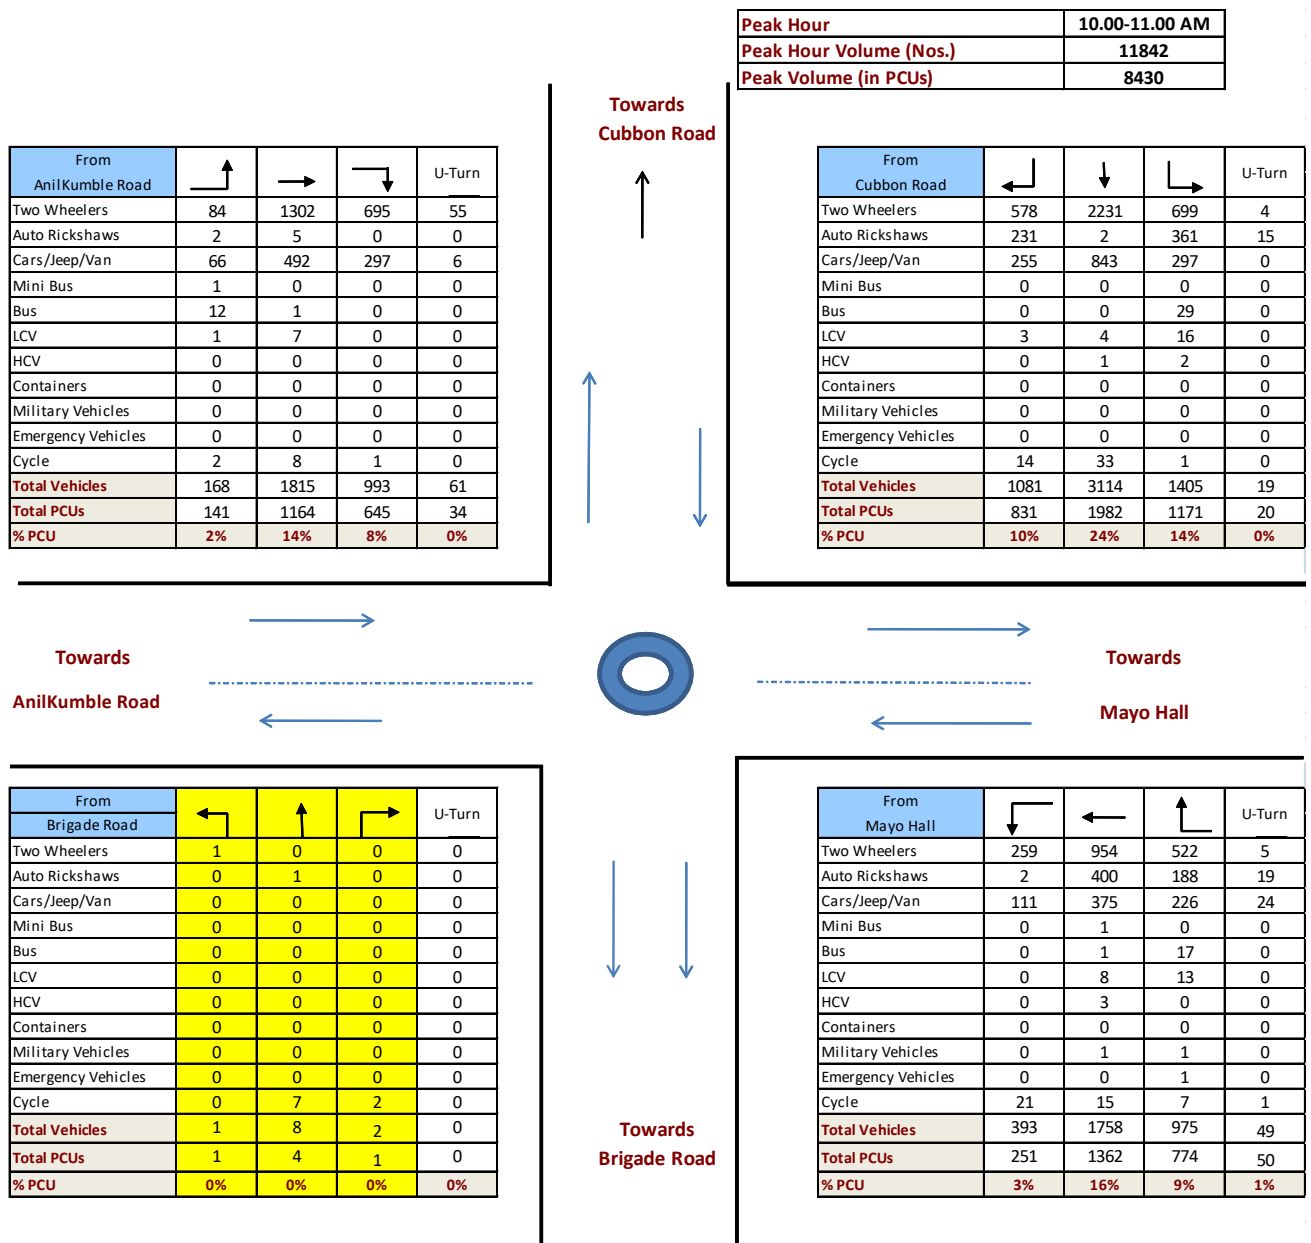 Peak Hour 10.00-11.00 AM
Peak Hour Volume (Nos.) 11842
Peak Volume (in PCUs) 8430
Towards
Cubbon Road
From
AnilKumble Road U-Turn
Two Wheelers 84 1302 695 55
Auto Rickshaws 2 5 0 0
Cars/Jeep/Van 66 492 297 6
Mini Bus 1 0 0 0
Bus 12 1 0 0
LCV 1 7 0 0
HCV 0 0 0 0
Containers 0 0 0 0
Military Vehicles 0 0 0 0
Emergency Vehicles 0 0 0 0
Cycle 2 8 1 0
Total Vehicles 168 1815 993 61
Total PCUs 141 1164 645 34
% PCU 2% 14% 8% 0%
From
Cubbon Road U-Turn
Two Wheelers 578 2231 699 4
Auto Rickshaws 231 2 361 15
Cars/Jeep/Van 255 843 297 0
Mini Bus 0 0 0 0
Bus 0 0 29 0
LCV 3 4 16 0
HCV 0 1 2 0
Containers 0 0 0 0
Military Vehicles 0 0 0 0
Emergency Vehicles 0 0 0 0
Cycle 14 33 1 0
Total Vehicles 1081 3114 1405 19
Total PCUs 831 1982 1171 20
% PCU 10% 24% 14% 0%
Towards
AnilKumble Road
Towards
Mayo Hall
From
Brigade Road U-Turn
Two Wheelers 1 0 0 0
Auto Rickshaws 0 1 0 0
Cars/Jeep/Van 0 0 0 0
Mini Bus 0 0 0 0
Bus 0 0 0 0
LCV 0 0 0 0
HCV 0 0 0 0
Containers 0 0 0 0
Military Vehicles 0 0 0 0
Emergency Vehicles 0 0 0 0
Cycle 0 7 2 0
Total Vehicles 1 8 2 0
Total PCUs 1 4 1 0
% PCU 0% 0% 0% 0%
Towards
Brigade Road
From
Mayo Hall U-Turn
Two Wheelers 259 954 522 5
Auto Rickshaws 2 400 188 19
Cars/Jeep/Van 111 375 226 24
Mini Bus 0 1 0 0
Bus 0 1 17 0
LCV 0 8 13 0
HCV 0 3 0 0
Containers 0 0 0 0
Military Vehicles 0 1 1 0
Emergency Vehicles 0 0 1 0
Cycle 21 15 7 1
Total Vehicles 393 1758 975 49
Total PCUs 251 1362 774 50
% PCU 3% 16% 9% 1%